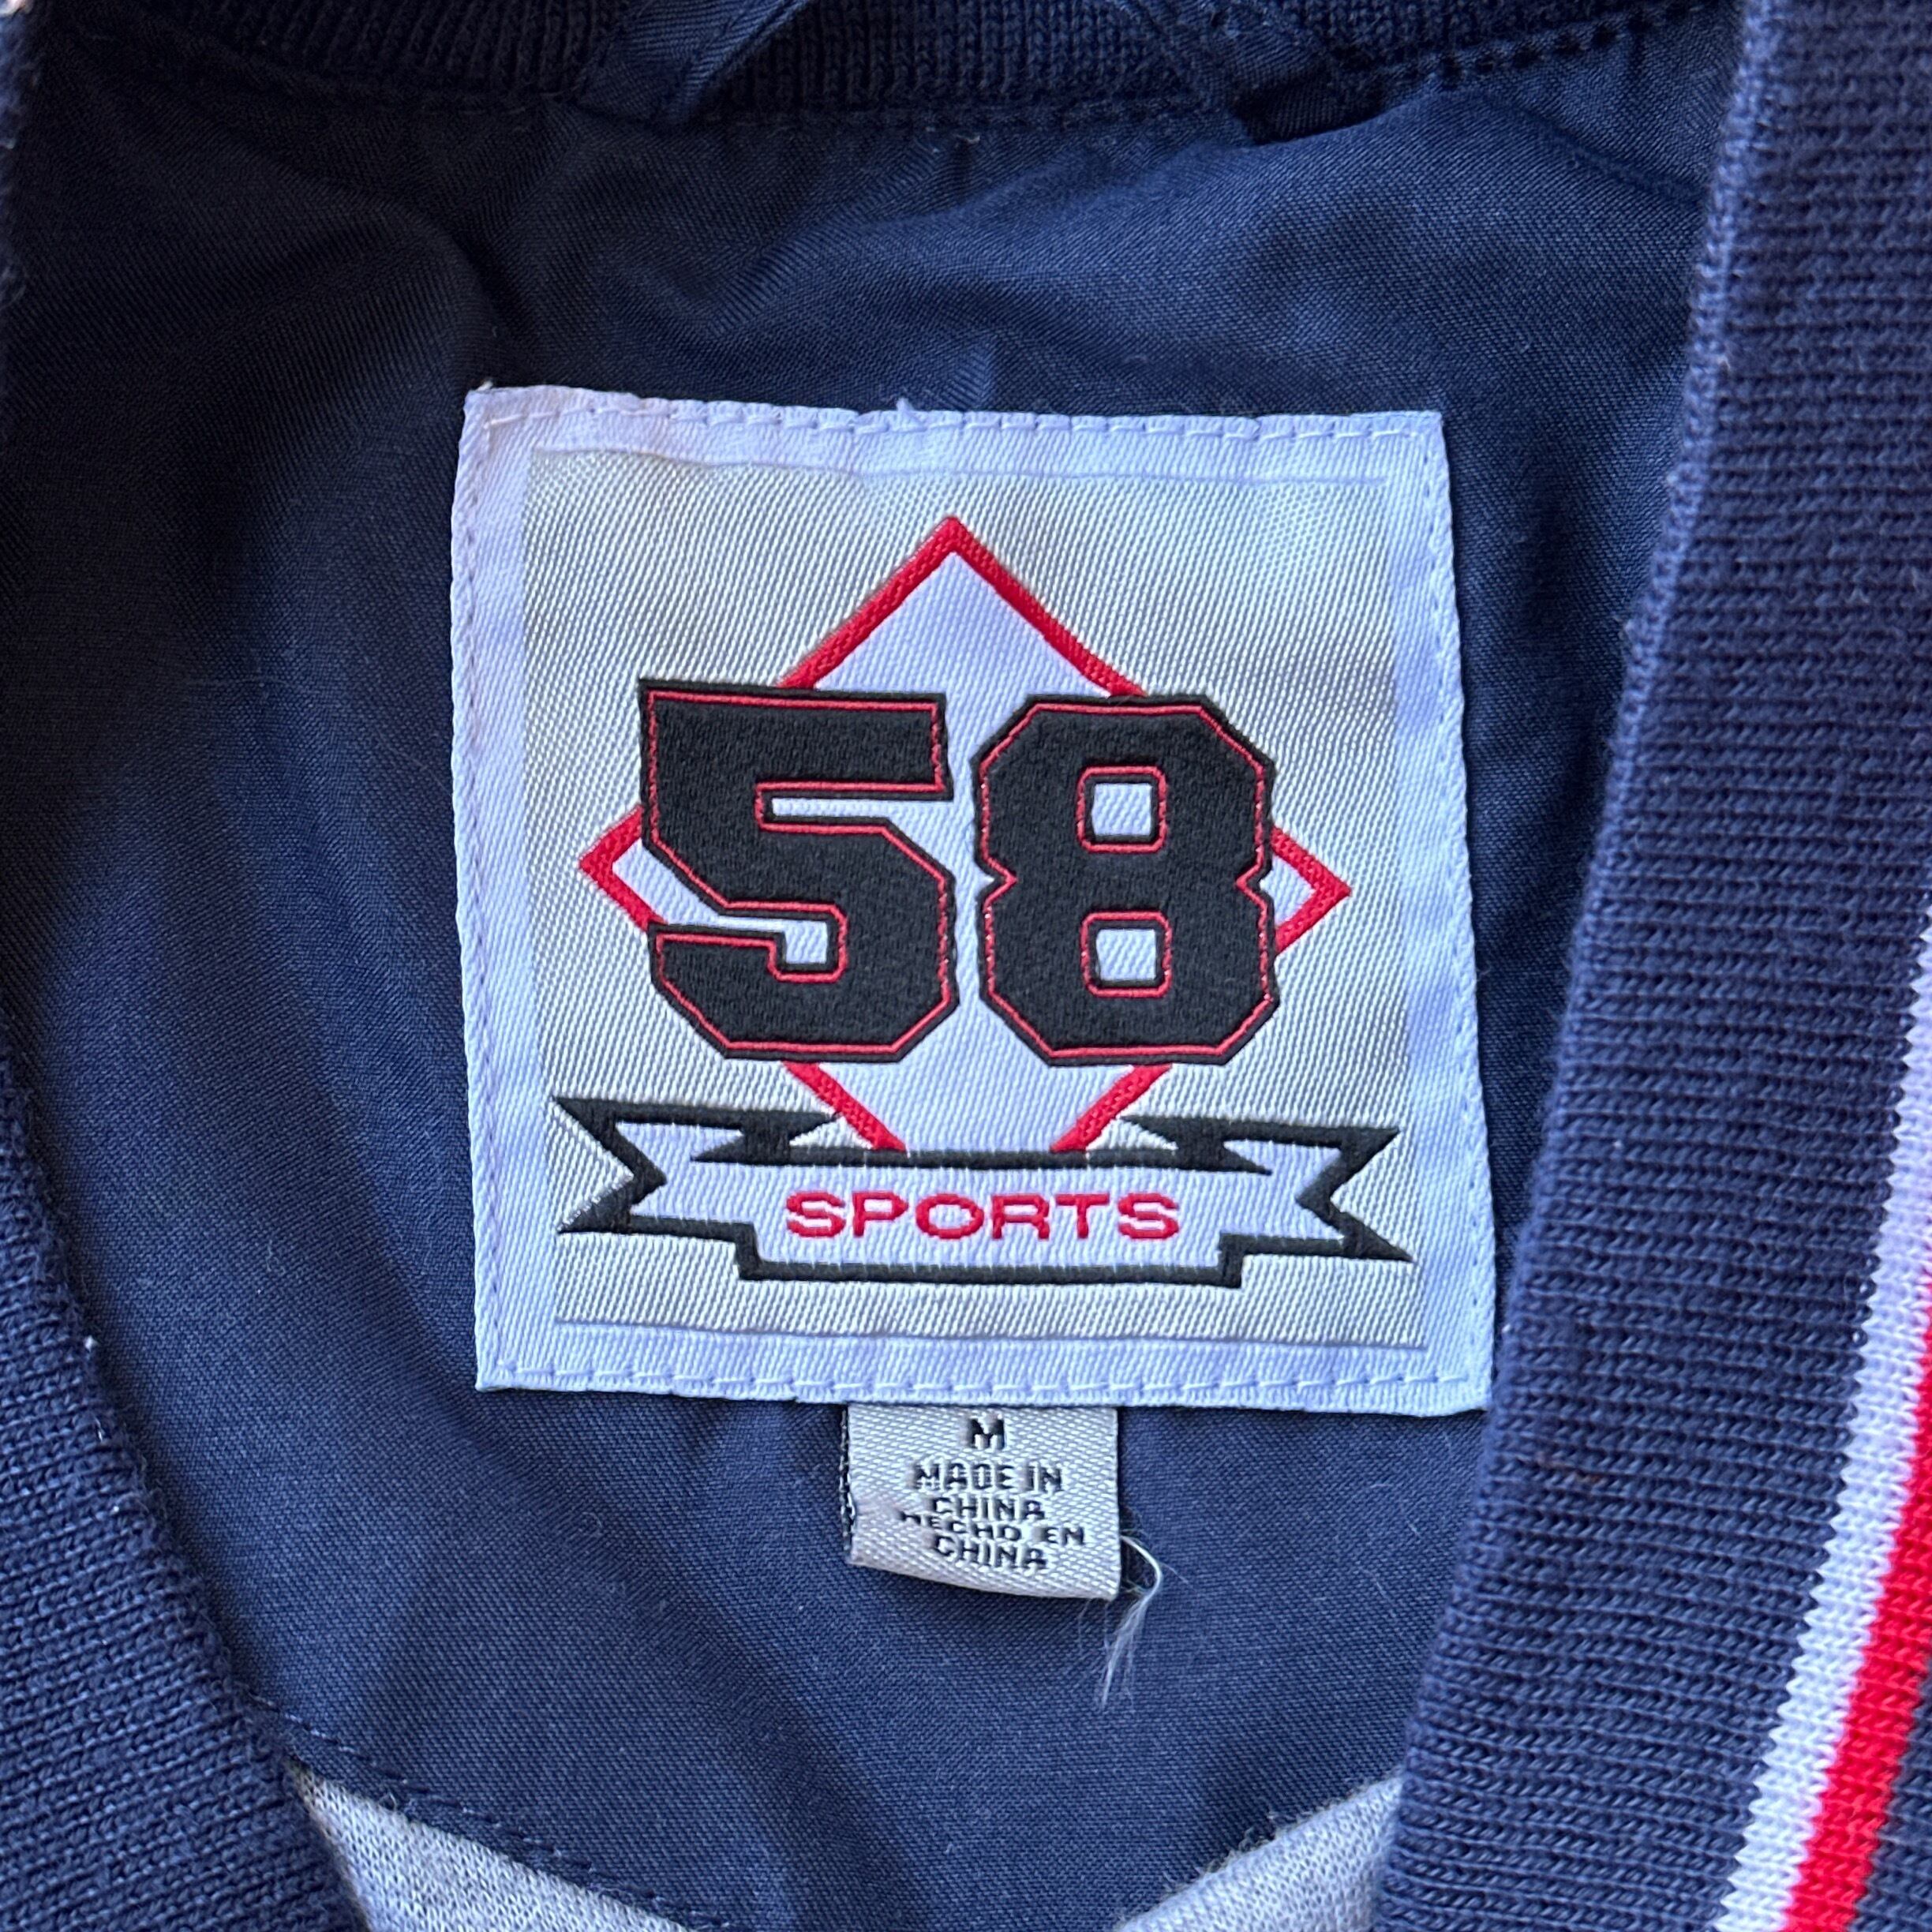 58
SPORTS
M
MADE IN
CHINA
HECHO EN
CHINA